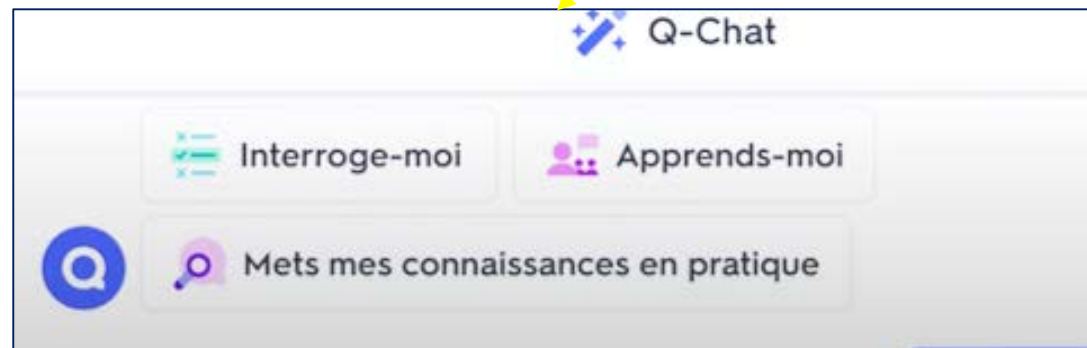 Q-Chat
Interroge-moi
Apprends-moi
Mets mes connaissances en pratique